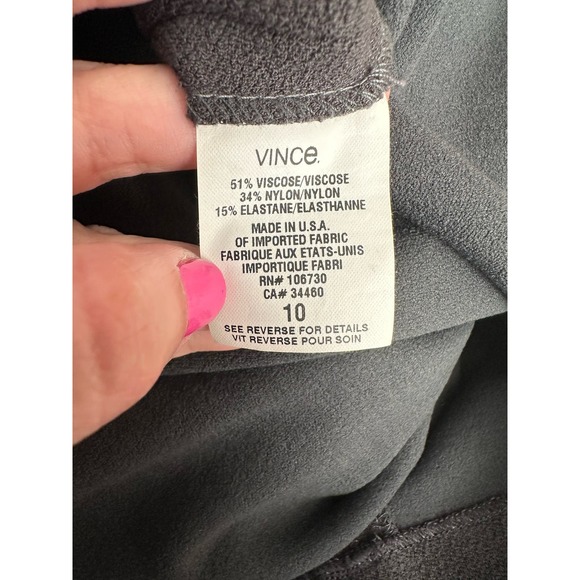 VINCe.
51% VISCOSE/VISCOSE
34% NYLON/NYLON
15% ELASTANE/ELASTHANNE
MADE IN U.S.A.
OF IMPORTED FABRIC
FABRIQUE AUX ETATS-UNIS
IMPORTIQUE FABRI
RN# 106730
CA# 34460
10
SEE REVERSE FOR DETAILS
VIT REVERSE POUR SOIN